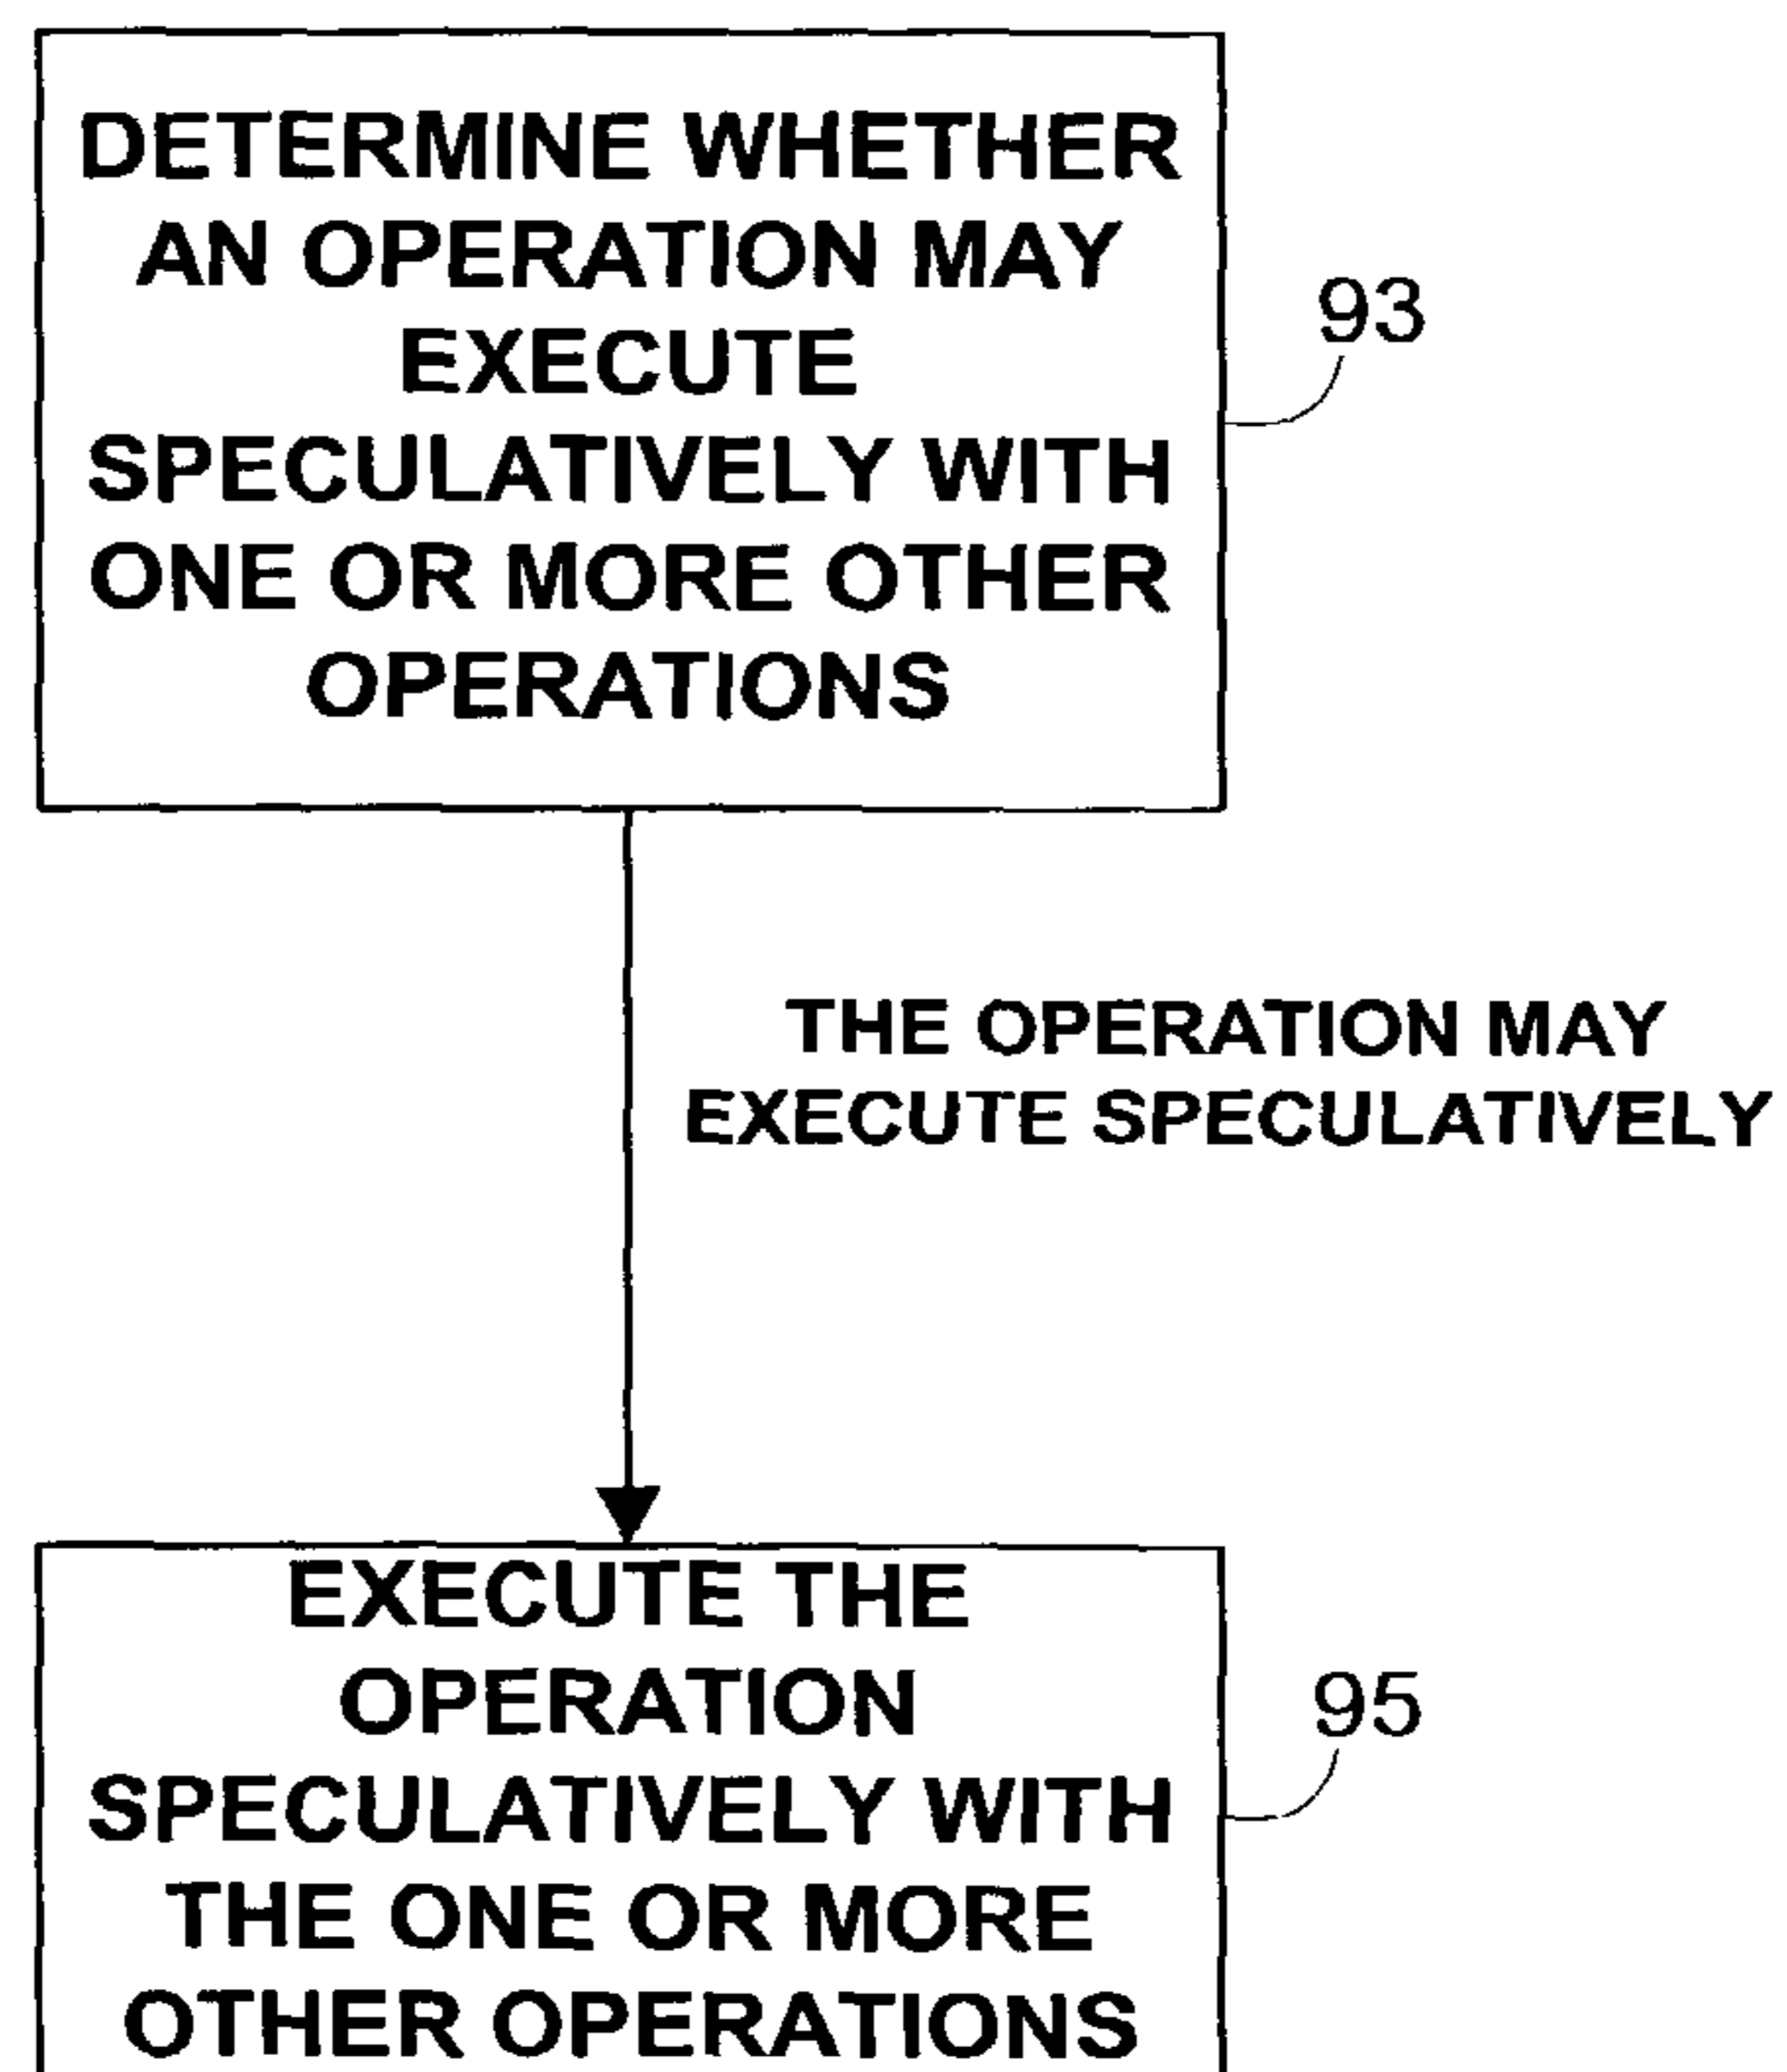 DETERMINE WHETHER
AN OPERATION MAY
EXECUTE
SPECULATIVELY WITH
ONE OR MORE OTHER
OPERATIONS
93
THE OPERATION MAY
EXECUTE SPECULATIVELY
EXECUTE THE
OPERATION
SPECULATIVELY WITH
THE ONE OR MORE
OTHER OPERATIONS
95